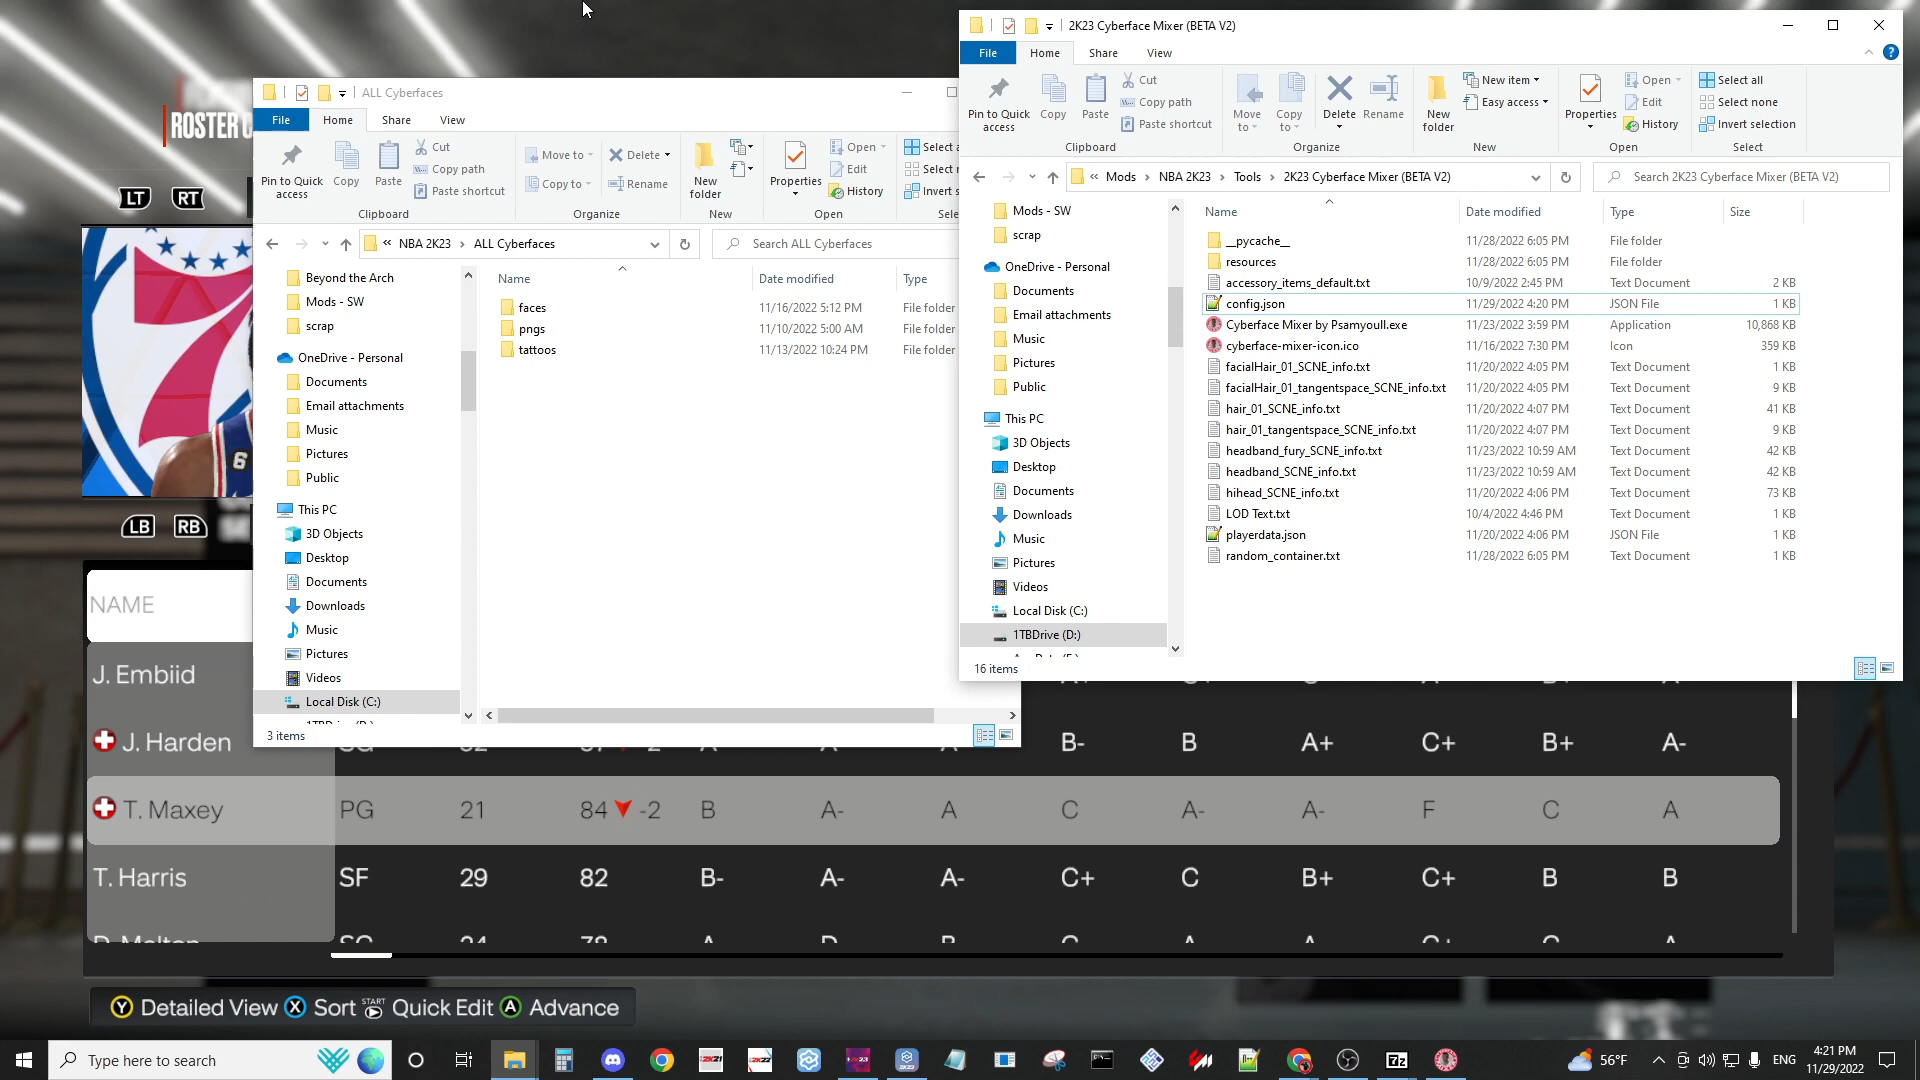 2K23 Cyberface Mixer (BETA V2)
File Home Share View
Pin to Quick access
Copy
Paste
Cut
Copy path
Paste shortcut
Move to
Copy to
Delete
Rename
New folder
New item
Easy access
Properties
Open
Edit
History
Select all
Select none
Invert selection
Clipboard Organize New Open Select
« Mods › NBA 2K23 › Tools › 2K23 Cyberface Mixer (BETA V2)
Search 2K23 Cyberface Mixer (BETA V2)
Mods - SW
scrap
OneDrive - Personal
Documents
Email attachments
Music
Pictures
Public
This PC
3D Objects
Desktop
Documents
Downloads
Music
Pictures
Videos
Local Disk (C:)
1TBDrive (D:)
Name Date modified Type Size
__pycache__ 11/28/2022 6:05 PM File folder
resources 11/28/2022 6:05 PM File folder
accessory_items_default.txt 10/9/2022 2:45 PM Text Document 2 KB
config.json 11/29/2022 4:20 PM JSON File 1 KB
Cyberface Mixer by Psamyoull.exe 11/23/2022 3:59 PM Application 10,868 KB
cyberface-mixer-icon.ico 11/16/2022 7:30 PM Icon 359 KB
facialHair_01_SCNE_info.txt 11/20/2022 4:05 PM Text Document 1 KB
facialHair_01_tangentspace_SCNE_info.txt 11/20/2022 4:05 PM Text Document 9 KB
hair_01_SCNE_info.txt 11/20/2022 4:07 PM Text Document 41 KB
hair_01_tangentspace_SCNE_info.txt 11/20/2022 4:07 PM Text Document 9 KB
headband_fury_SCNE_info.txt 11/23/2022 10:59 AM Text Document 42 KB
headband_SCNE_info.txt 11/23/2022 10:59 AM Text Document 42 KB
hihead_SCNE_info.txt 11/20/2022 4:06 PM Text Document 73 KB
LOD Text.txt 10/4/2022 4:46 PM Text Document 1 KB
playerdata.json 11/20/2022 4:06 PM JSON File 1 KB
random_container.txt 11/28/2022 6:05 PM Text Document 1 KB
16 items
ALL Cyberfaces
File Home Share View
Pin to Quick access
Copy
Paste
Cut
Copy path
Paste shortcut
Move to
Copy to
Delete
Rename
New folder
Properties
Open
Edit
History
Select
Select
Invert s
Clipboard Organize New Open Sele
« NBA 2K23 › ALL Cyberfaces
Search ALL Cyberfaces
Beyond the Arch
Mods - SW
scrap
OneDrive - Personal
Documents
Email attachments
Music
Pictures
Public
This PC
3D Objects
Desktop
Documents
Downloads
Music
Pictures
Videos
Local Disk (C:)
Name Date modified Type
faces 11/16/2022 5:12 PM File folder
pngs 11/10/2022 5:00 AM File folder
tattoos 11/13/2022 10:24 PM File folder
3 items
ROSTER
LT RT
6
LB RB
NAME
J. Embiid
J. Harden B- B A+ C+ B+ A-
T. Maxey PG 21 84 -2 B A- A C A- A- F C A
T. Harris SF 29 82 B- A- A- C+ C B+ C+ B B
Y Detailed View X Sort START Quick Edit A Advance
Type here to search
2K21
2K22
2K23
7z
56°F
ENG
4:21 PM
11/29/2022